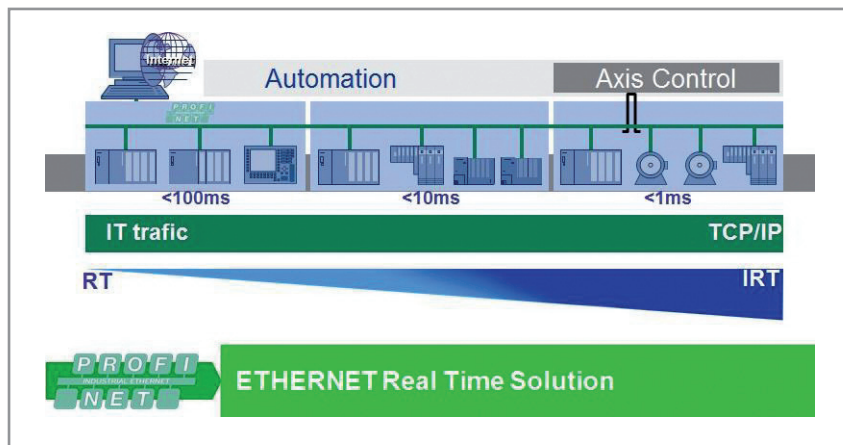 Internet
Automation
Axis Control
PROFI
NET
<100ms
<10ms
<1ms
IT trafic
TCP/IP
RT
IRT
PROFI
INDUSTRIAL ETHERNET
NET
ETHERNET Real Time Solution